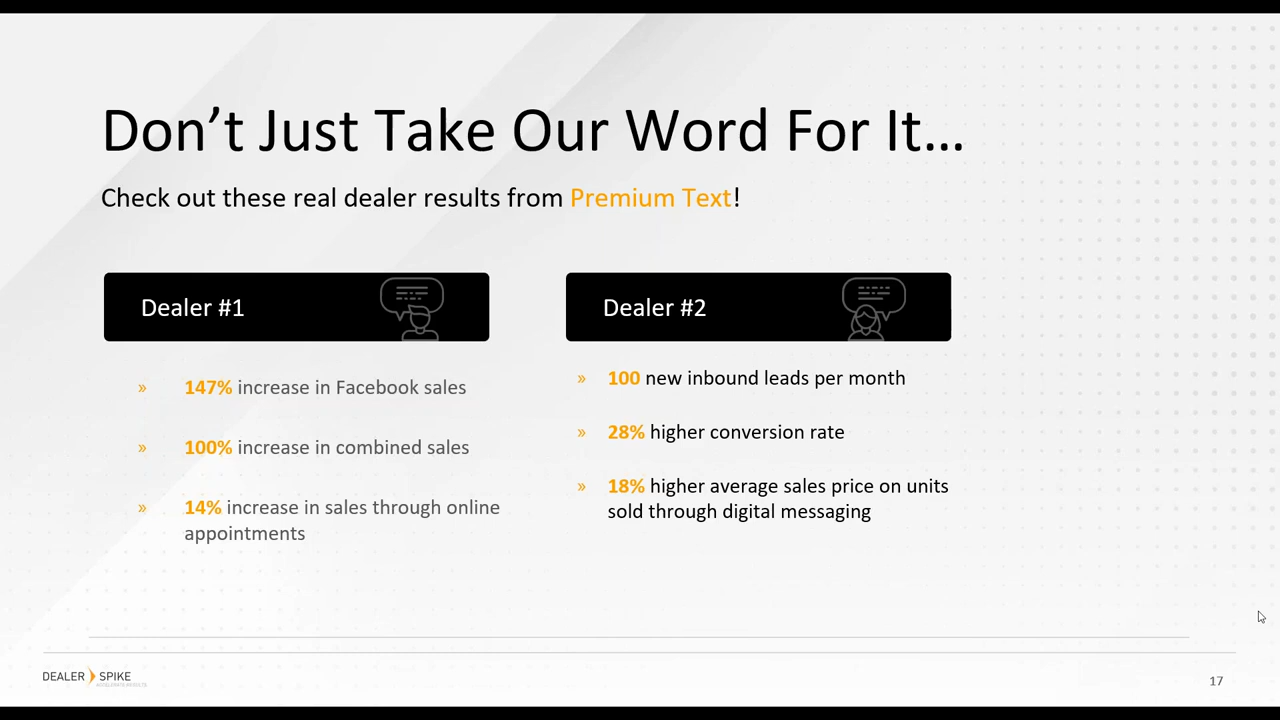 Don’t Just Take Our Word For It…
Check out these real dealer results from Premium Text!
Dealer #1
» 147% increase in Facebook sales
» 100% increase in combined sales
» 14% increase in sales through online
appointments
Dealer #2
» 100 new inbound leads per month
» 28% higher conversion rate
» 18% higher average sales price on units
sold through digital messaging
DEALER SPIKE
17